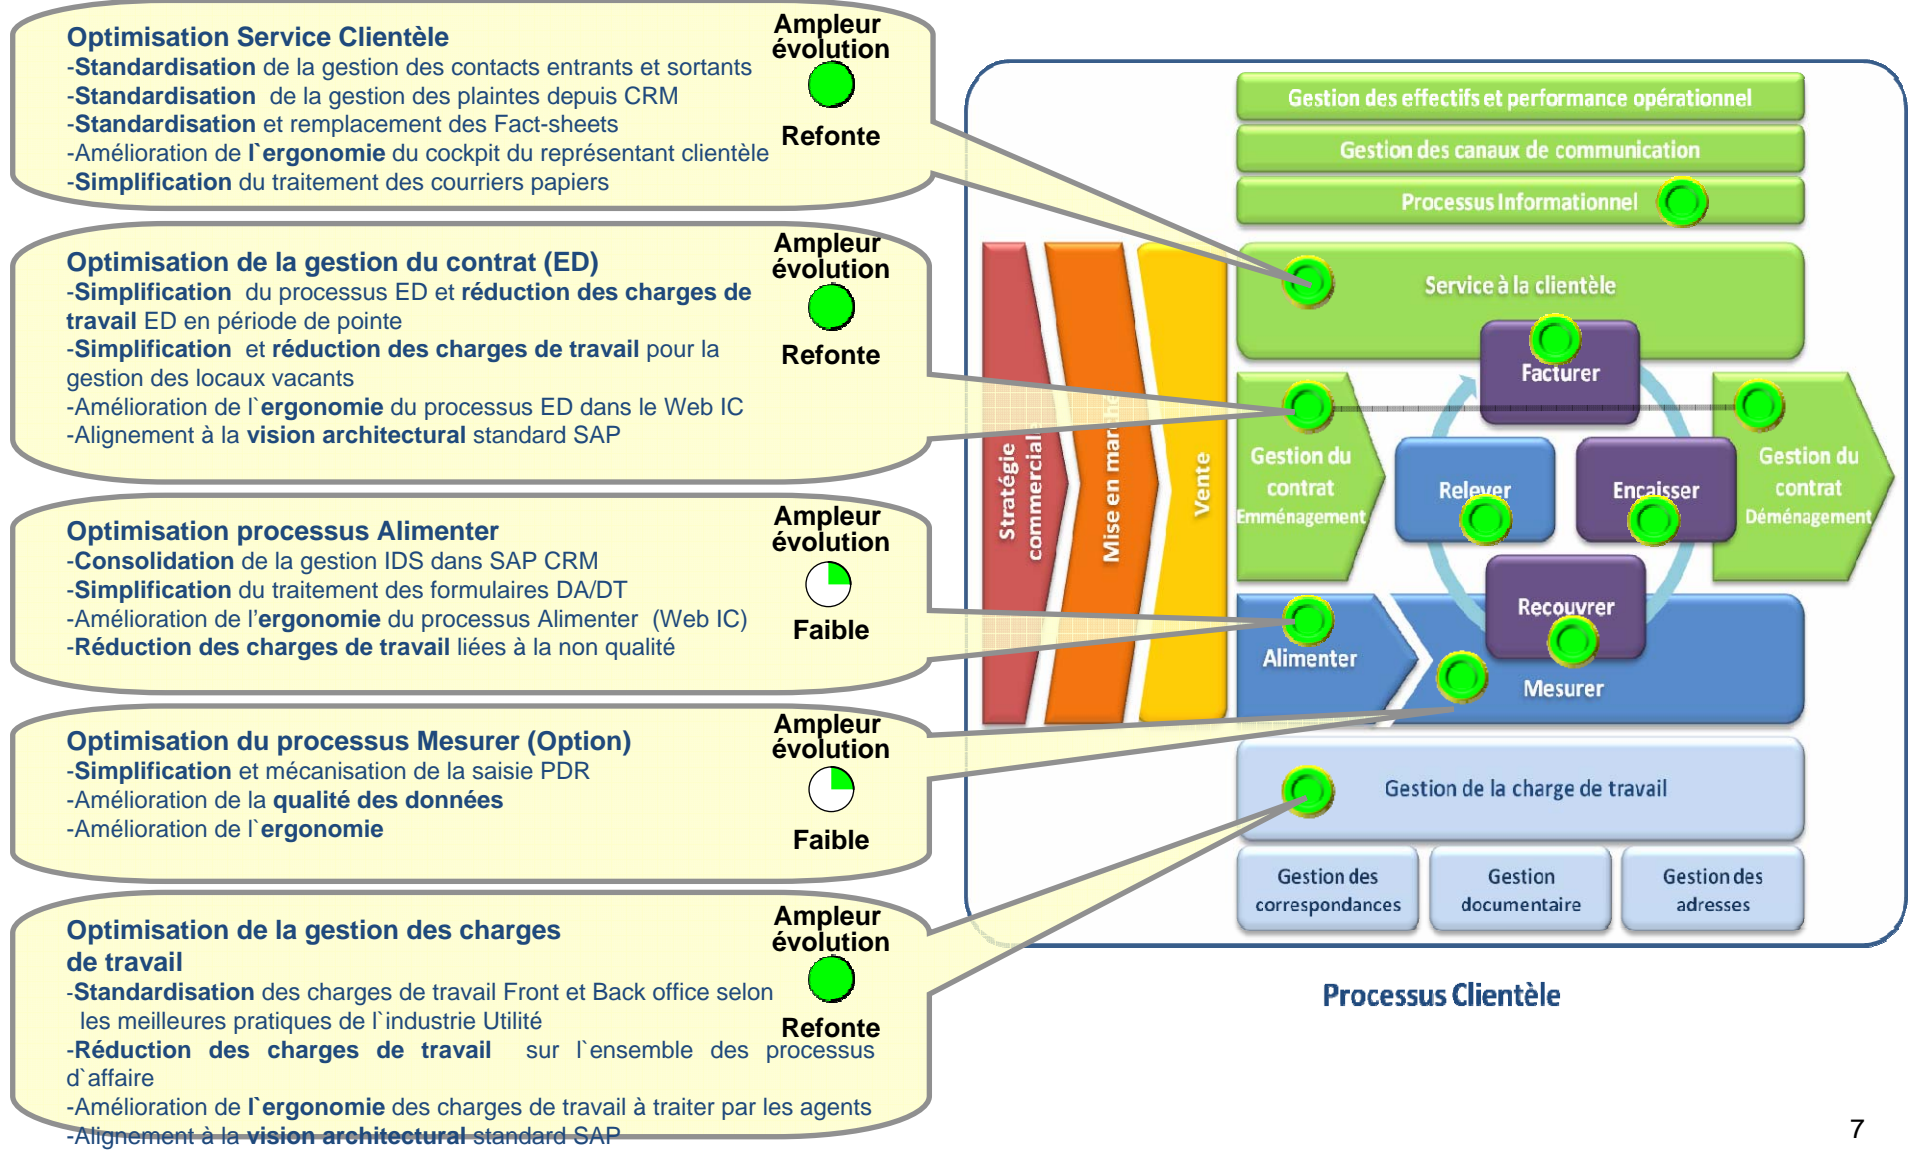 Optimisation Service Clientèle
-Standardisation de la gestion des contacts entrants et sortants
-Standardisation  de la gestion des plaintes depuis CRM
-Standardisation et remplacement des Fact-sheets
-Amélioration de l`ergonomie du cockpit du représentant clientèle
-Simplification du traitement des courriers papiers
Ampleur
évolution
Refonte
Optimisation de la gestion du contrat (ED)
-Simplification  du processus ED et réduction des charges de
travail ED en période de pointe
-Simplification  et réduction des charges de travail pour la
gestion des locaux vacants
-Amélioration de l`ergonomie du processus ED dans le Web IC
-Alignement à la vision architectural standard SAP
Ampleur
évolution
Refonte
Optimisation processus Alimenter
-Consolidation de la gestion IDS dans SAP CRM
-Simplification du traitement des formulaires DA/DT
-Amélioration de l'ergonomie du processus Alimenter  (Web IC)
-Réduction des charges de travail liées à la non qualité
Ampleur
évolution
Faible
Optimisation du processus Mesurer (Option)
-Simplification et mécanisation de la saisie PDR
-Amélioration de la qualité des données
-Amélioration de l`ergonomie
Ampleur
évolution
Faible
Optimisation de la gestion des charges
de travail
-Standardisation des charges de travail Front et Back office selon
les meilleures pratiques de l`industrie Utilité
-Réduction des charges de travail  sur l`ensemble des processus
d`affaire
-Amélioration de l`ergonomie des charges de travail à traiter par les agents
-Alignement à la vision architectural standard SAP
Ampleur
évolution
Refonte
Gestion des effectifs et performance opérationnel
Gestion des canaux de communication
Processus Informationnel
Service à la clientèle
Stratégie
commerciale
Mise en marché
Vente
Gestion du
contrat
Emménagement
Facturer
Relever
Encaisser
Recouvrer
Gestion du
contrat
Déménagement
Alimenter
Mesurer
Gestion de la charge de travail
Gestion des
correspondances
Gestion
documentaire
Gestion des
adresses
Processus Clientèle
7